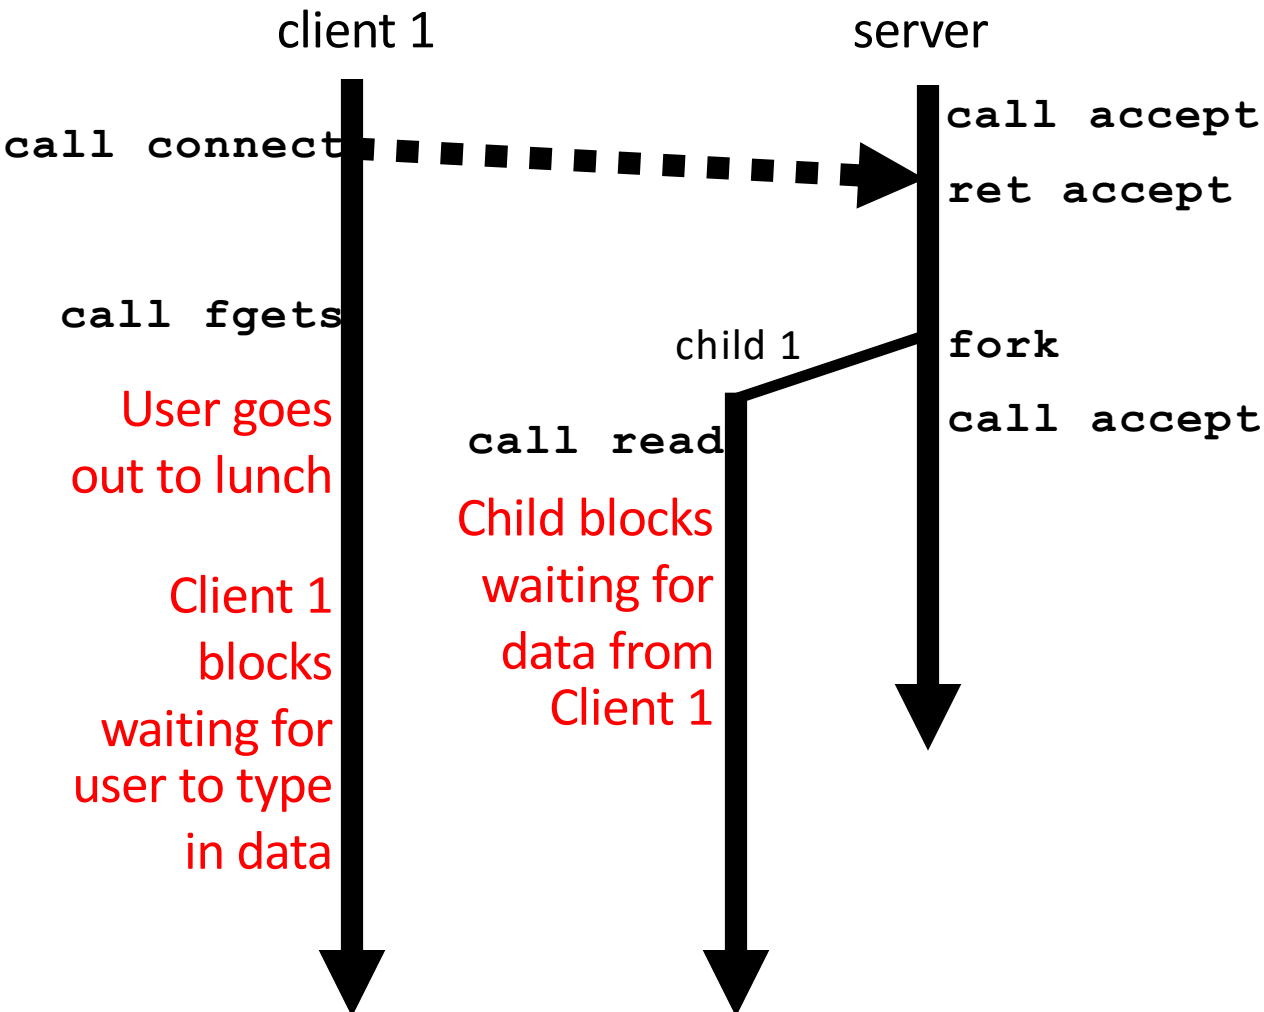 client 1
server
call connect
call accept
ret accept
call fgets
child 1
fork
call accept
User goes
out to lunch
call read
Child blocks
waiting for
data from
Client 1
Client 1
blocks
waiting for
user to type
in data